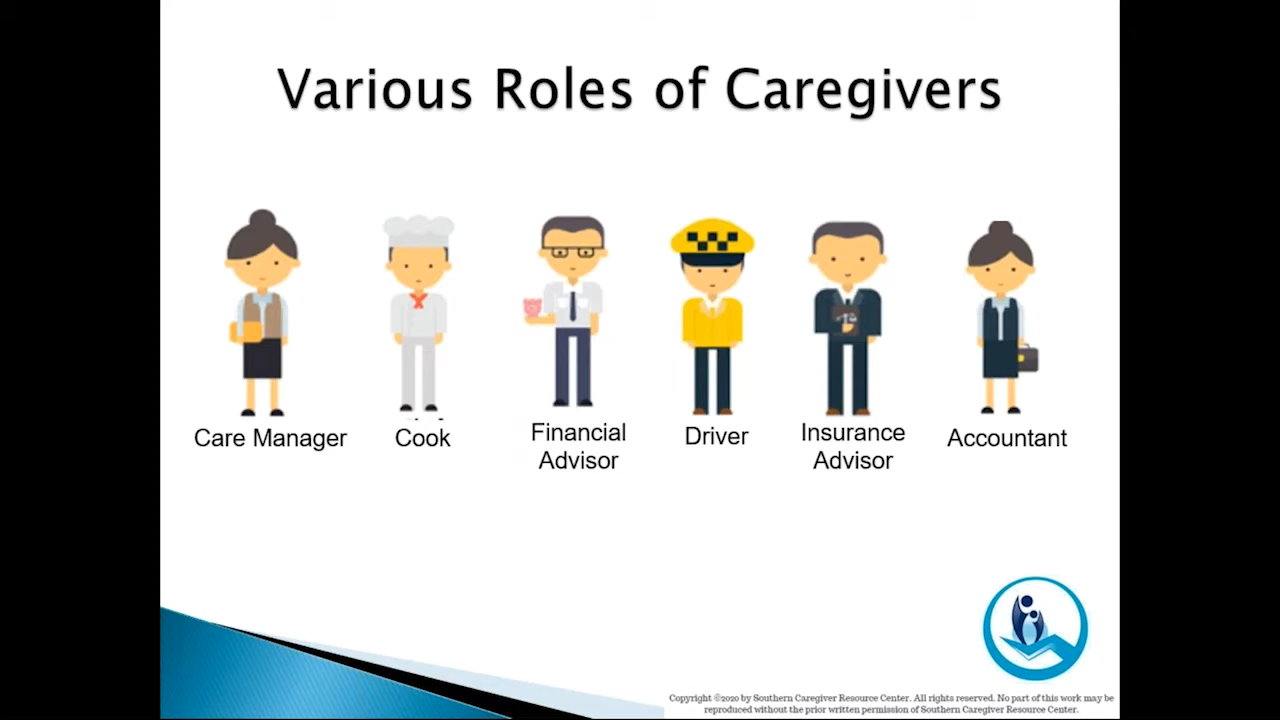 Various Roles of Caregivers
Care Manager
Cook
Financial
Advisor
Driver
Insurance
Advisor
Accountant
Copyright ©2020 by Southern Caregiver Resource Center. All rights reserved. No part of this work may be
reproduced without the prior written permission of Southern Caregiver Resource Center.